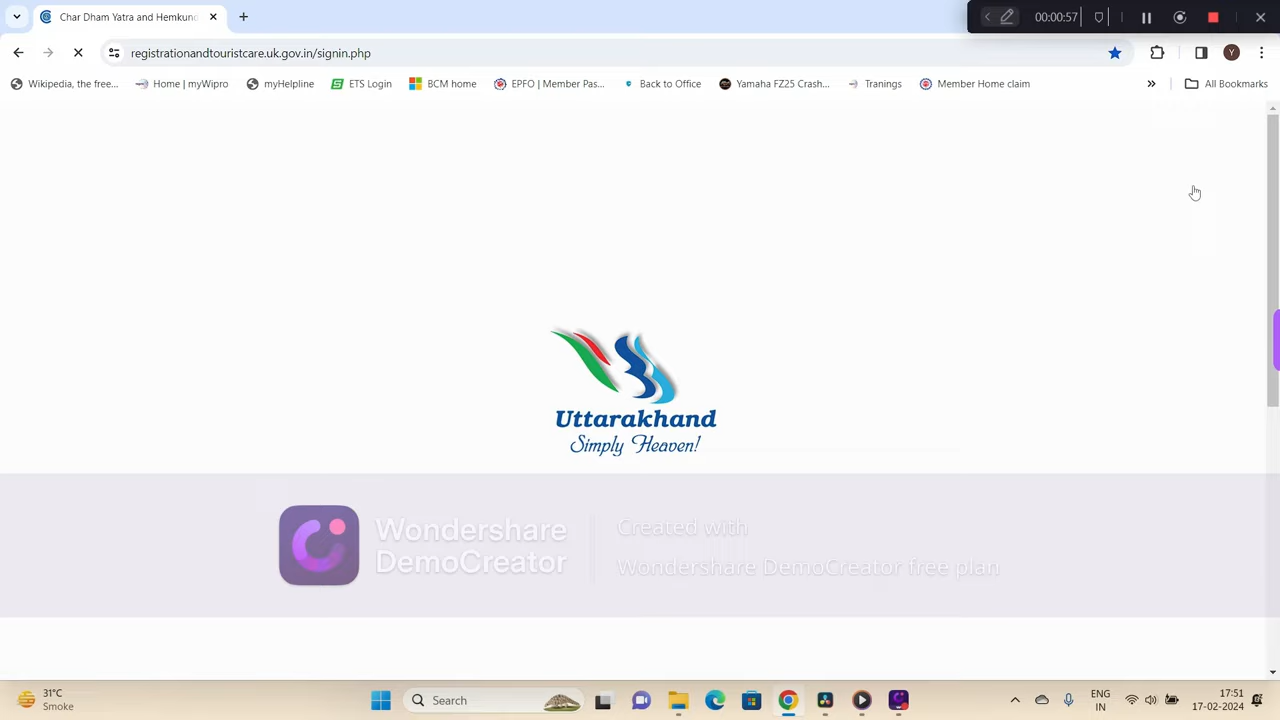 Char Dham Yatra and Hemkund
00:00:57
registrationandtouristcare.uk.gov.in/signin.php
Y
Wikipedia, the free...
Home | myWipro
myHelpline
ETS Login
BCM home
EPFO | Member Pas...
Back to Office
Yamaha FZ25 Crash...
Tranings
Member Home claim
»
All Bookmarks
Uttarakhand
Simply Heaven!
Wondershare
DemoCreator
Created with
Wondershare DemoCreator free plan
31°C
Smoke
Search
ENG
IN
17:51
17-02-2024